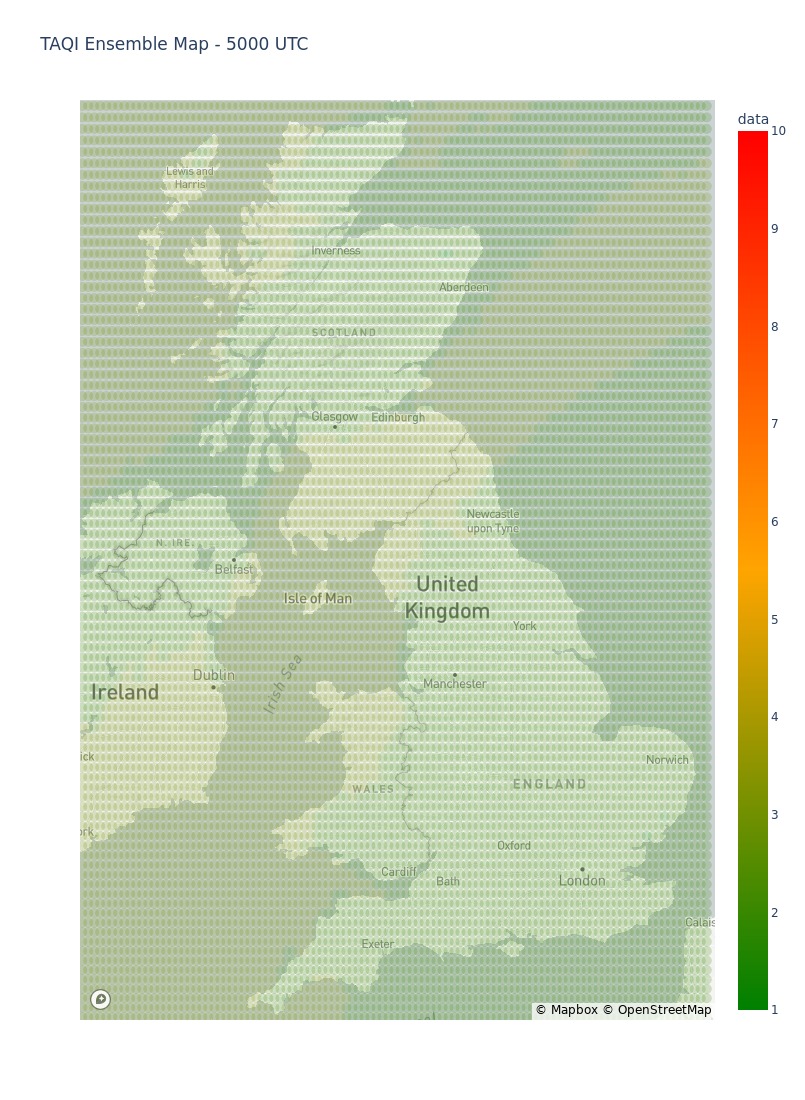 TAQI Ensemble Map - 5000 UTC
data
10
9
8
7
6
5
4
3
2
1
Lewis and
Harris
Inverness
Aberdeen
SCOTLAND
Glasgow
Edinburgh
Newcastle
upon Tyne
N. IRE.
Belfast
Isle of Man
United
Kingdom
York
Irish Sea
Dublin
Manchester
Ireland
ick
Norwich
WALES
ENGLAND
ork
Oxford
Cardiff
Bath
London
Calais
Exeter
© Mapbox © OpenStreetMap